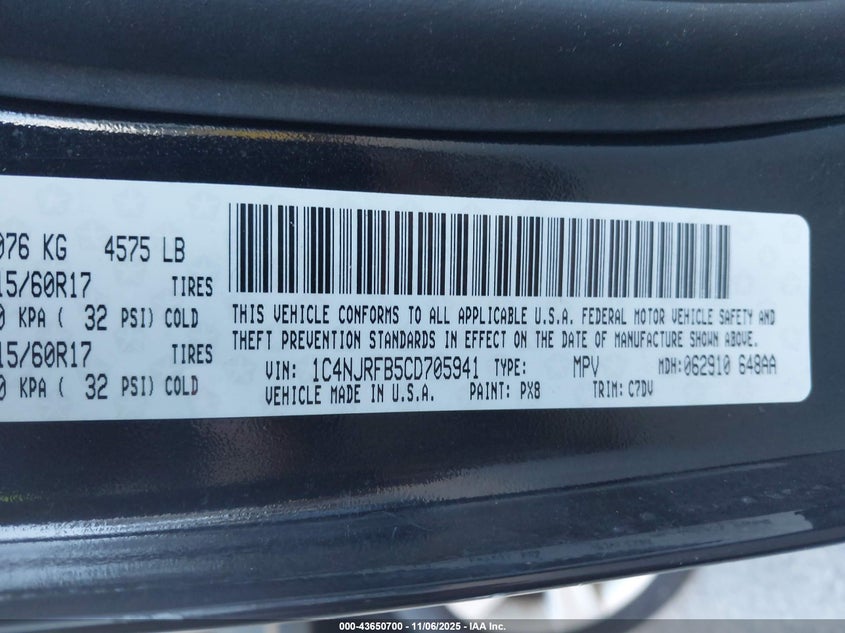 076 KG 4575 LB
15/60R17 TIRES
0 KPA ( 32 PSI) COLD
15/60R17 TIRES
0 KPA ( 32 PSI) COLD
THIS VEHICLE CONFORMS TO ALL APPLICABLE U.S.A. FEDERAL MOTOR VEHICLE SAFETY AND
THEFT PREVENTION STANDARDS IN EFFECT ON THE DATE OF MANUFACTURE SHOWN ABOVE.
VIN: 1C4NJRFB5CD705941 TYPE: MPV MDH:062910 648AA
VEHICLE MADE IN U.S.A. PAINT: PX8 TRIM: C7DV
000-43650700 - 11/06/2025 - IAA Inc.